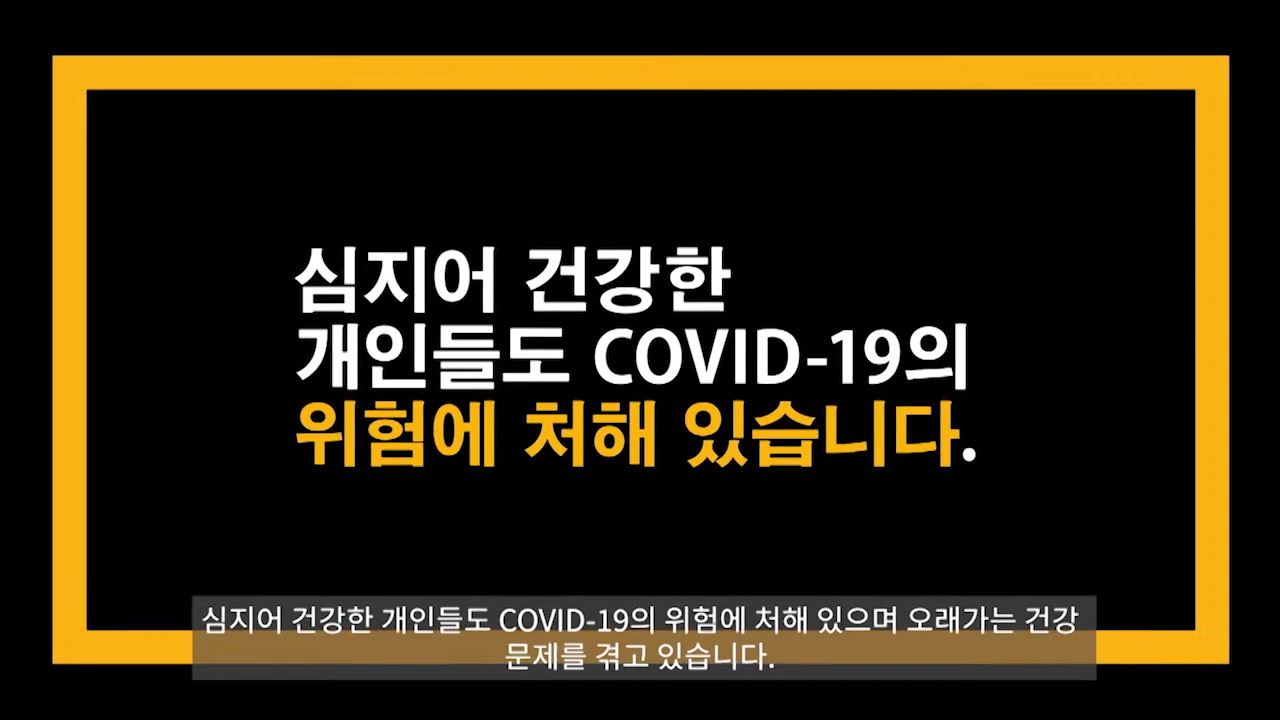 심지어 건강한
개인들도 COVID-19의
위험에 처해 있습니다.
심지어 건강한 개인들도 COVID-19의 위험에 처해 있으며 오래가는 건강
문제를 겪고 있습니다.